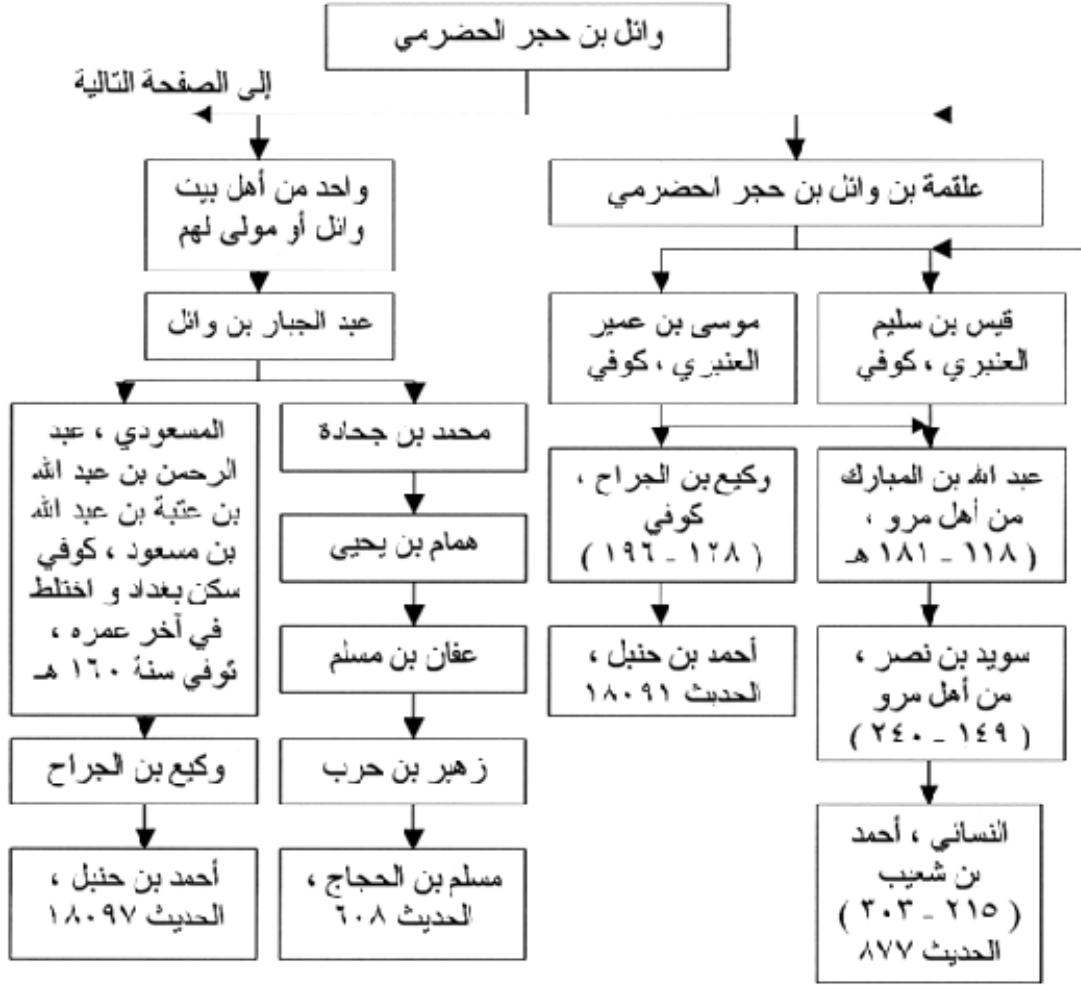 وائل بن حجر الحضرمي
إلى الصفحة التالية
علقمة بن وائل بن حجر الحضرمي
واحد من أهل بيت
وائل أو مولى لهم
قيس بن سليم
العنبري ، كوفي
موسى بن عمير
العنبري ، كوفي
عبد الجبار بن وائل
عبد الله بن المبارك
من أهل مرو ،
( ١١٨ - ١٨١ هـ
وكيع بن الجراح ،
كوفي
( ١٢٨ - ١٩٦ )
محمد بن جحادة
المسعودي ، عبد
الرحمن بن عبد الله
بن عتبة بن عبد الله
بن مسعود ، كوفي
سكن بغداد و اختلط
في آخر عمره ،
توفي سنة ١٦٠ هـ
همام بن يحيى
سويد بن نصر ،
من أهل مرو
( ١٤٩ - ٢٤٠ )
أحمد بن حنبل ،
الحديث ١٨٠٩١
عفان بن مسلم
زهير بن حرب
وكيع بن الجراح
النسائي ، أحمد
بن شعيب
( ٢١٥ - ٣٠٣ )
الحديث ٨٧٧
مسلم بن الحجاج ،
الحديث ٦٠٨
أحمد بن حنبل ،
الحديث ١٨٠٩٧